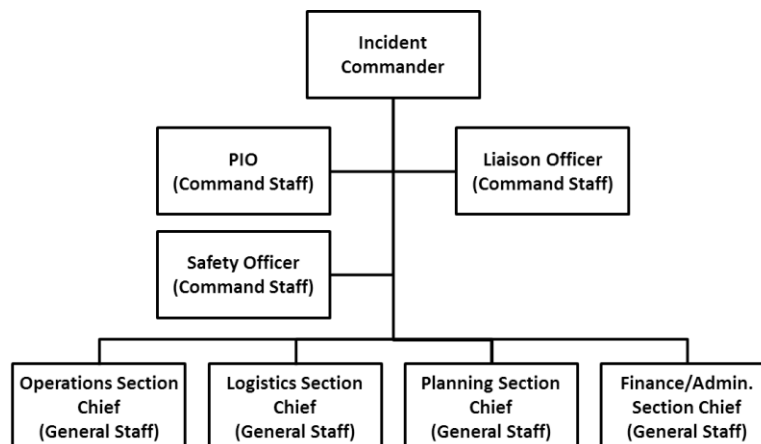 Incident
Commander
PIO
(Command Staff)
Liaison Officer
(Command Staff)
Safety Officer
(Command Staff)
Operations Section
Chief
(General Staff)
Logistics Section
Chief
(General Staff)
Planning Section
Chief
(General Staff)
Finance/Admin.
Section Chief
(General Staff)